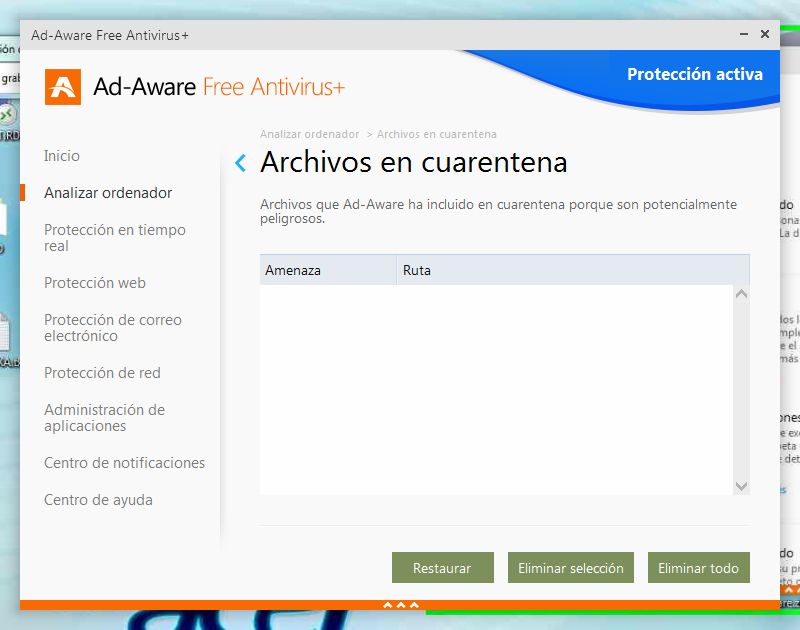 Ad-Aware Free Antivirus+
Protección activa
Ad-Aware Free Antivirus+
Analizar ordenador > Archivos en cuarentena
Archivos en cuarentena
Archivos que Ad-Aware ha incluido en cuarentena porque son potencialmente
peligrosos.
Inicio
Analizar ordenador
Protección en tiempo
real
Protección web
Protección de correo
electrónico
Protección de red
Administración de
aplicaciones
Centro de notificaciones
Centro de ayuda
Amenaza Ruta
Restaurar Eliminar selección Eliminar todo
acer